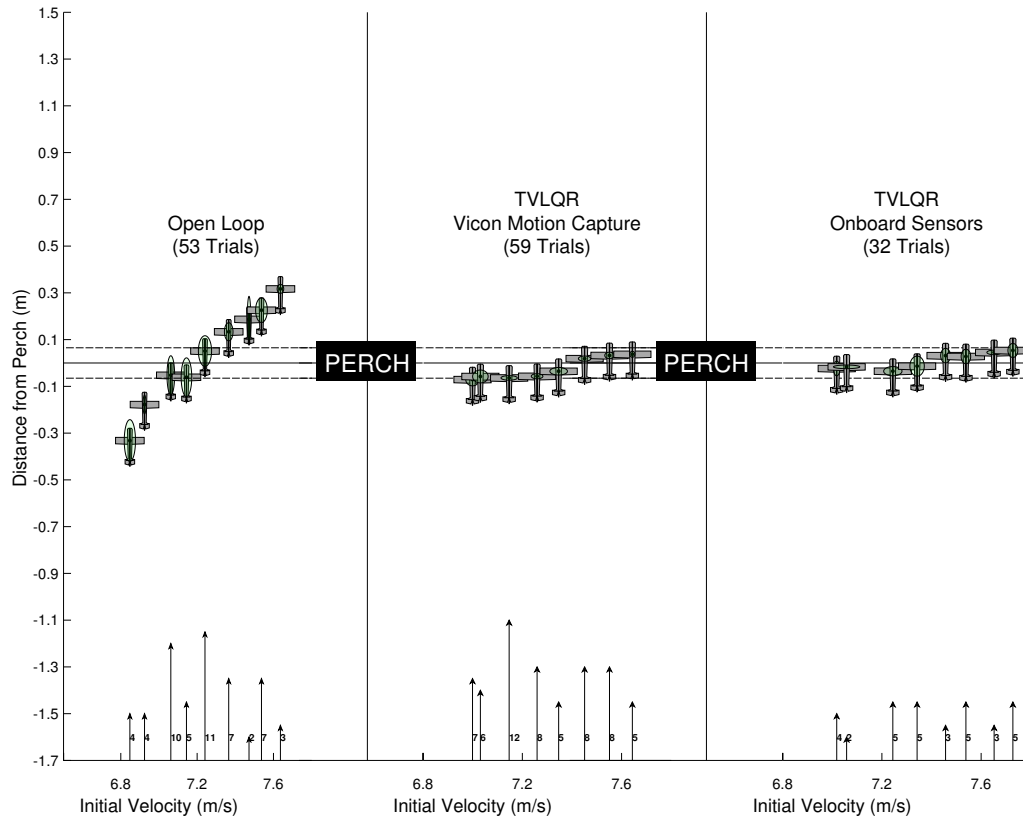 1.5
1.3
1.1
0.9
0.7
0.5
0.3
0.1
-0.1
-0.3
-0.5
-0.7
-0.9
-1.1
-1.3
-1.5
-1.7
Distance from Perch (m)
Open Loop
(53 Trials)
TVLQR
Vicon Motion Capture
(59 Trials)
TVLQR
Onboard Sensors
(32 Trials)
PERCH
PERCH
4 4 10 5 11 7 2 7 3
7 6 12 8 5 8 8 5
4 2 5 5 3 5 3 5
6.8 7.2 7.6
6.8 7.2 7.6
6.8 7.2 7.6
Initial Velocity (m/s)
Initial Velocity (m/s)
Initial Velocity (m/s)